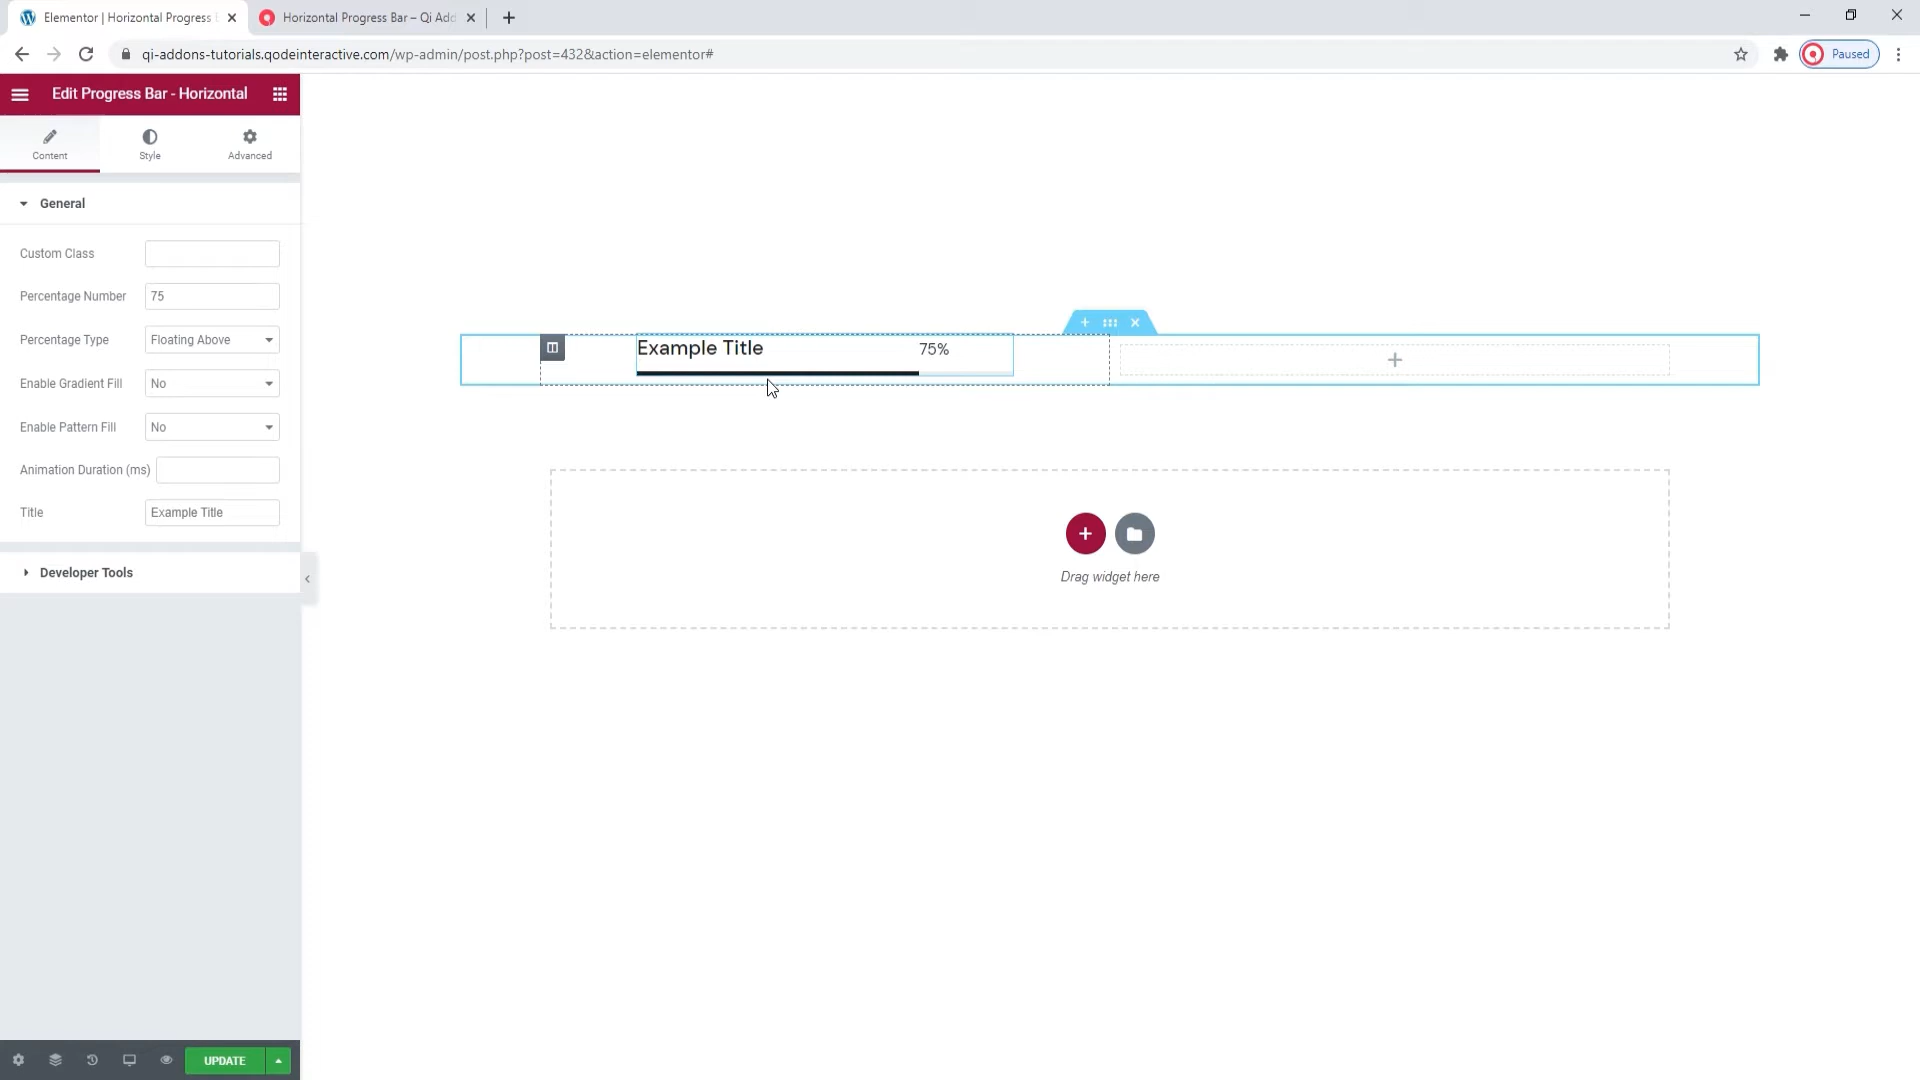 Elementor | Horizontal Progress
Horizontal Progress Bar – Qi Add
qi-addons-tutorials.qodeinteractive.com/wp-admin/post.php?post=432&action=elementor#
Paused
Edit Progress Bar - Horizontal
Content
Style
Advanced
General
Custom Class
Percentage Number
75
Percentage Type
Floating Above
Enable Gradient Fill
No
Enable Pattern Fill
No
Animation Duration (ms)
Title
Example Title
Developer Tools
UPDATE
Example Title
75%
Drag widget here